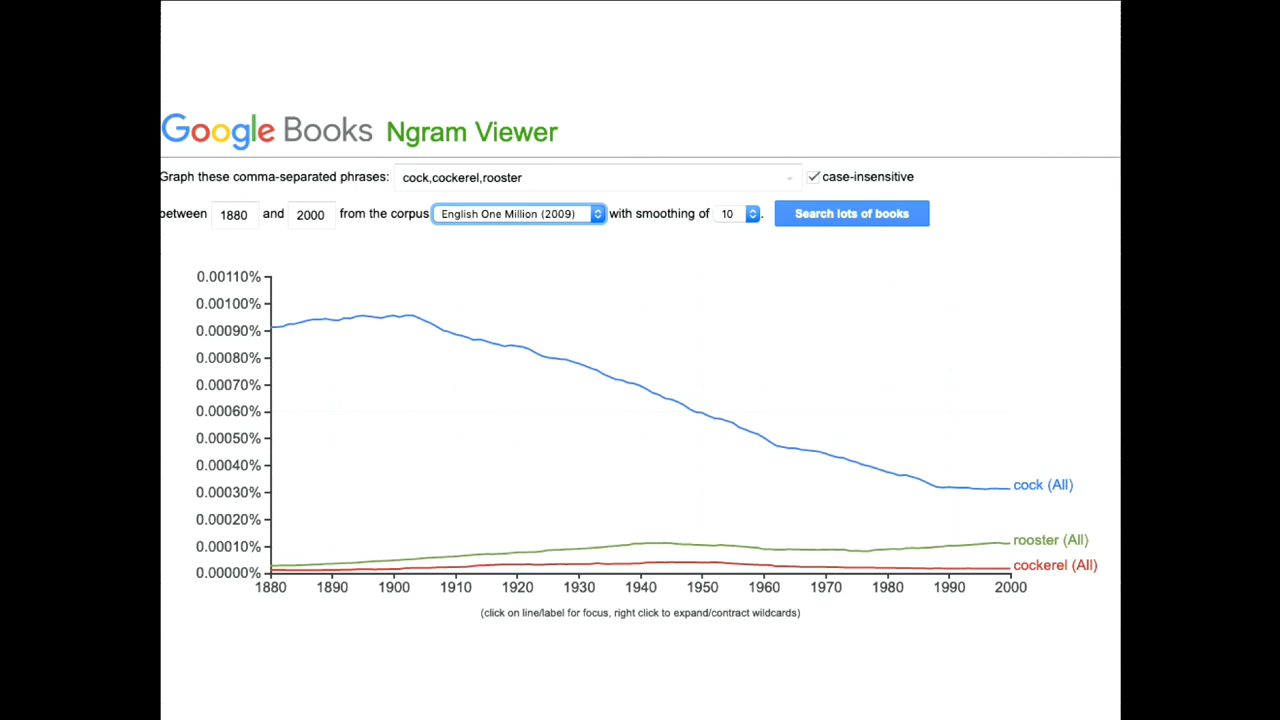 Google Books Ngram Viewer
Graph these comma-separated phrases: cock,cockerel,rooster case-insensitive
between 1880 and 2000 from the corpus English One Million (2009) with smoothing of 10 . Search lots of books
0.00110%
0.00100%
0.00090%
0.00080%
0.00070%
0.00060%
0.00050%
0.00040%
0.00030%
cock (All)
0.00020%
0.00010%
rooster (All)
0.00000%
cockerel (All)
1880 1890 1900 1910 1920 1930 1940 1950 1960 1970 1980 1990 2000
(click on line/label for focus, right click to expand/contract wildcards)